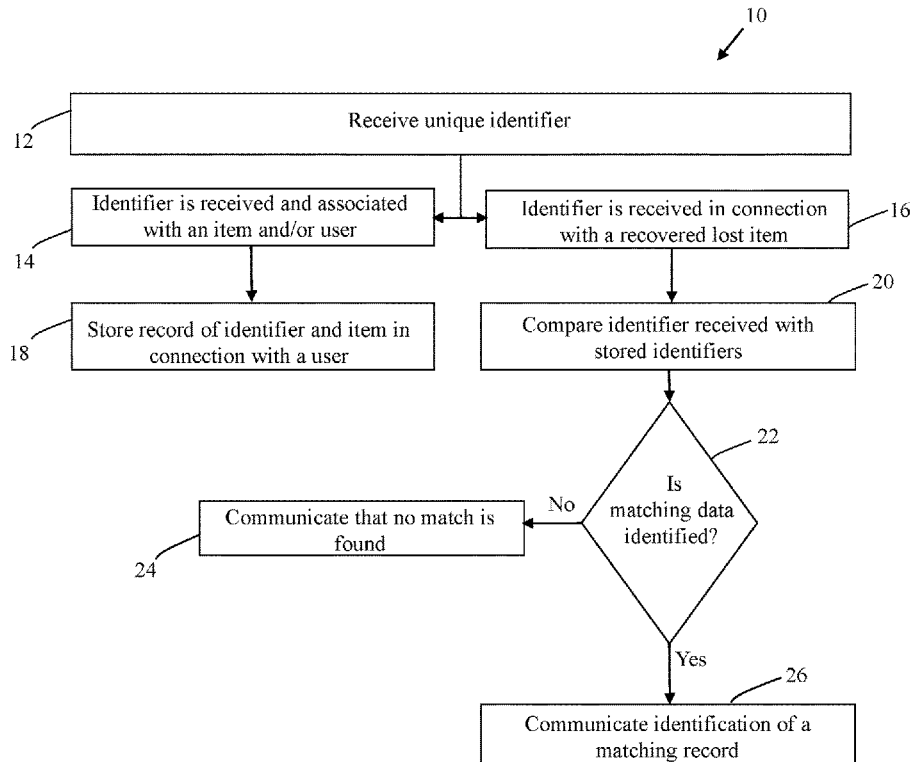 10
Receive unique identifier
12
Identifier is received and associated
with an item and/or user
14
Identifier is received in connection
with a recovered lost item
16
Store record of identifier and item in
connection with a user
18
20
Compare identifier received with
stored identifiers
22
Is
matching data
identified?
No
Communicate that no match is
found
24
Yes
26
Communicate identification of a
matching record